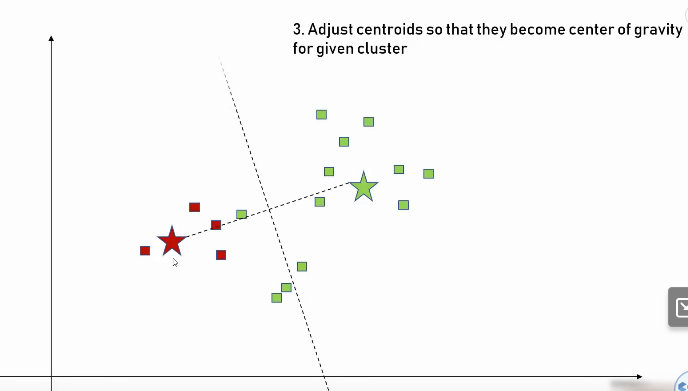 3. Adjust centroids so that they become center of gravity
for given cluster